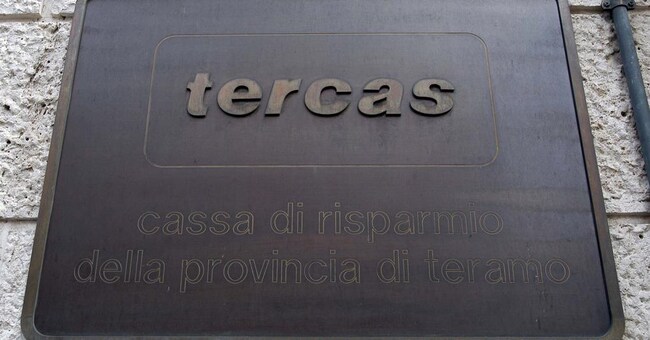 tercas
cassa di risparmio
della provincia di teramo